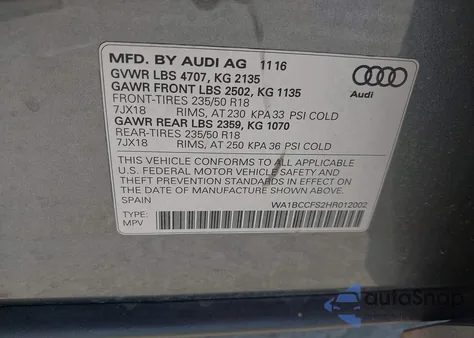 MFD. BY AUDI AG 11 16
GVWR LBS 4707, KG 2135
GAWR FRONT LBS 2502, KG 1135
FRONT-TIRES 235/50 R18
7JX18 RIMS, AT 230 KPA 33 PSI COLD
GAWR REAR LBS 2359, KG 1070
REAR-TIRES 235/50 R18
7JX18 RIMS, AT 250 KPA 36 PSI COLD
THIS VEHICLE CONFORMS TO ALL APPLICABLE
U.S. FEDERAL MOTOR VEHICLE SAFETY AND
THEFT PREVENTION STANDARDS IN EFFECT ON
THE DATE OF MANUFACTURE SHOWN ABOVE.
SPAIN
WA1BCCFS2HR012002
TYPE:
MPV
Audi
autoSnap